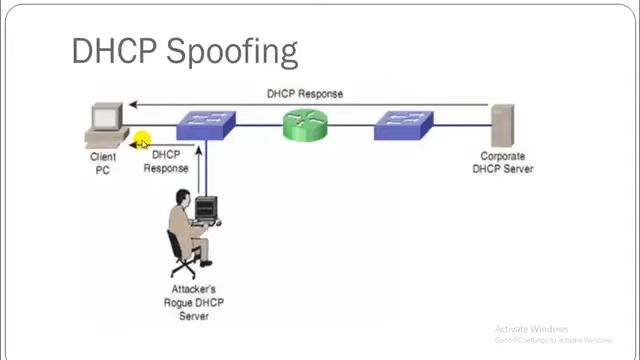 DHCP Spoofing
DHCP Response
Client
PC
DHCP
Response
Corporate
DHCP Server
Attacker's
Rogue DHCP
Server
Activate Windows
Go to PC settings to activate Windows.